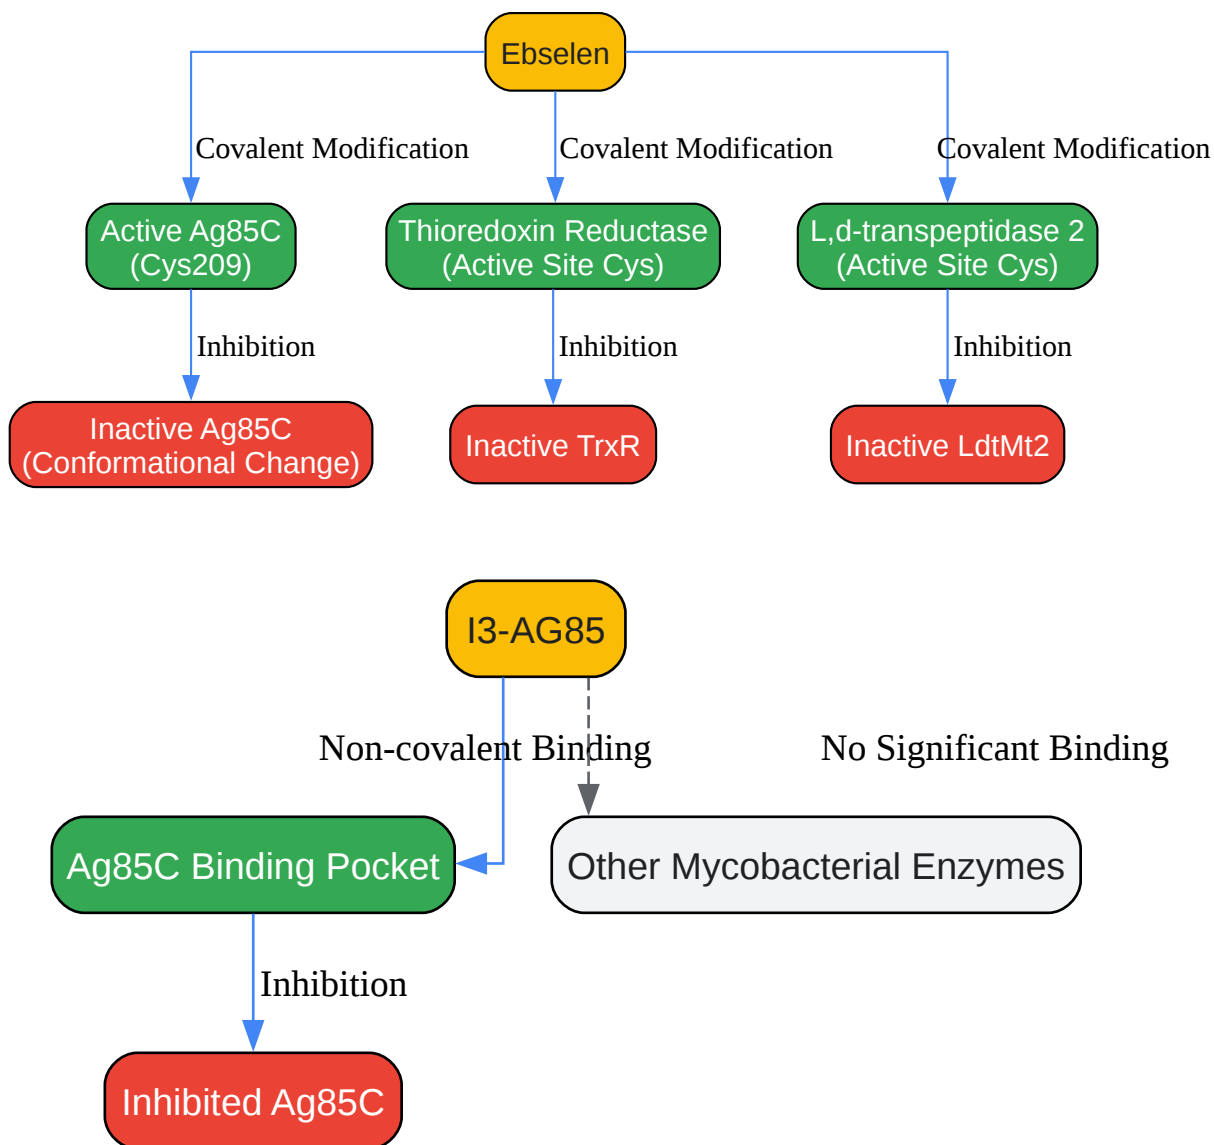 Ebselen
Covalent Modification
Covalent Modification
Covalent Modification
Active Ag85C
(Cys209)
Thioredoxin Reductase
(Active Site Cys)
L,d-transpeptidase 2
(Active Site Cys)
Inhibition
Inhibition
Inhibition
Inactive Ag85C
(Conformational Change)
Inactive TrxR
Inactive LdtMt2
I3-AG85
Non-covalent Binding
No Significant Binding
Ag85C Binding Pocket
Other Mycobacterial Enzymes
Inhibition
Inhibited Ag85C